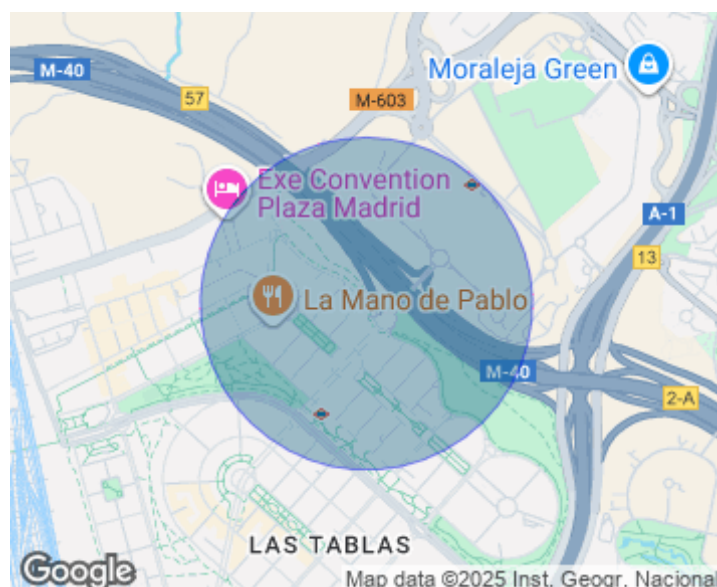 M-40
57
M-603
Moraleja Green
Exe Convention
Plaza Madrid
A-1
13
La Mano de Pablo
M-40
2-A
LAS TABLAS
Google
Map data ©2025 Inst. Geogr. Nacional